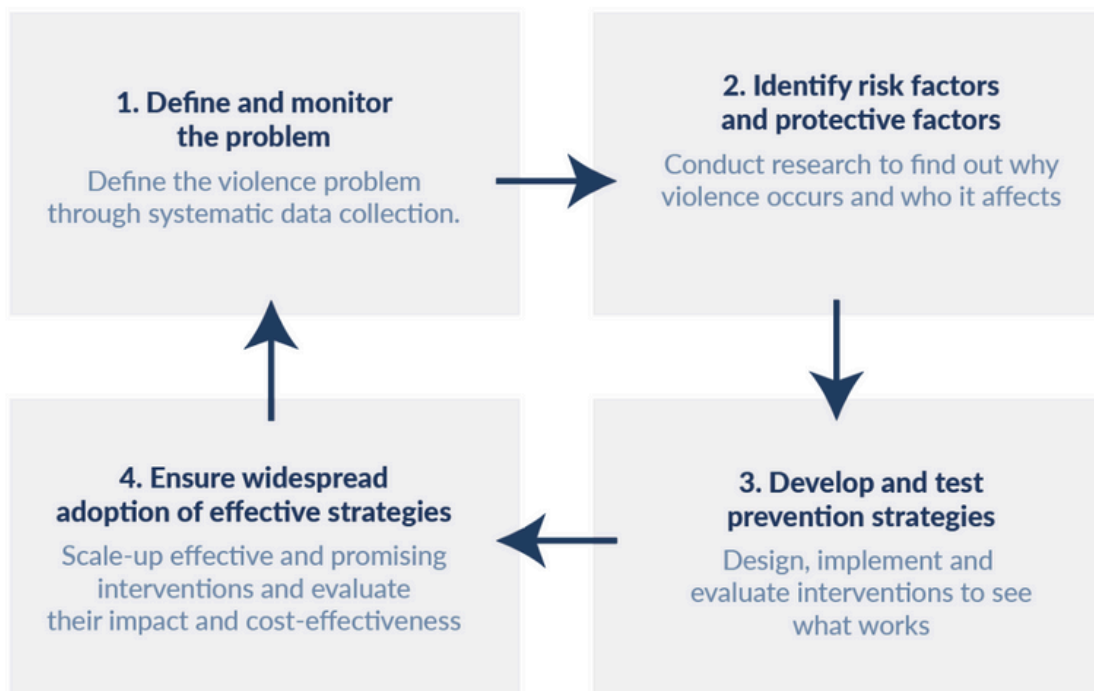 1. Define and monitor
the problem
Define the violence problem
through systematic data collection.
2. Identify risk factors
and protective factors
Conduct research to find out why
violence occurs and who it affects
3. Develop and test
prevention strategies
Design, implement and
evaluate interventions to see
what works
4. Ensure widespread
adoption of effective strategies
Scale-up effective and promising
interventions and evaluate
their impact and cost-effectiveness